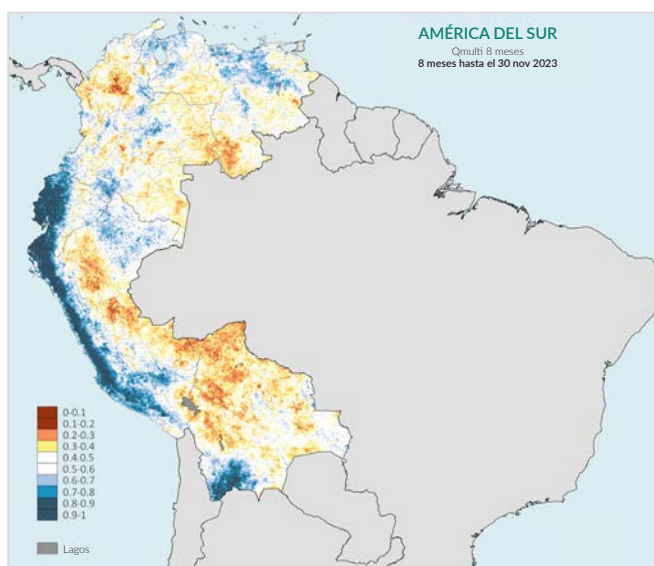 AMÉRICA DEL SUR
Qmulti 8 meses
8 meses hasta el 30 nov 2023
0-0.1
0.1-0.2
0.2-0.3
0.3-0.4
0.4-0.5
0.5-0.6
0.6-0.7
0.7-0.8
0.8-0.9
0.9-1
Lagos